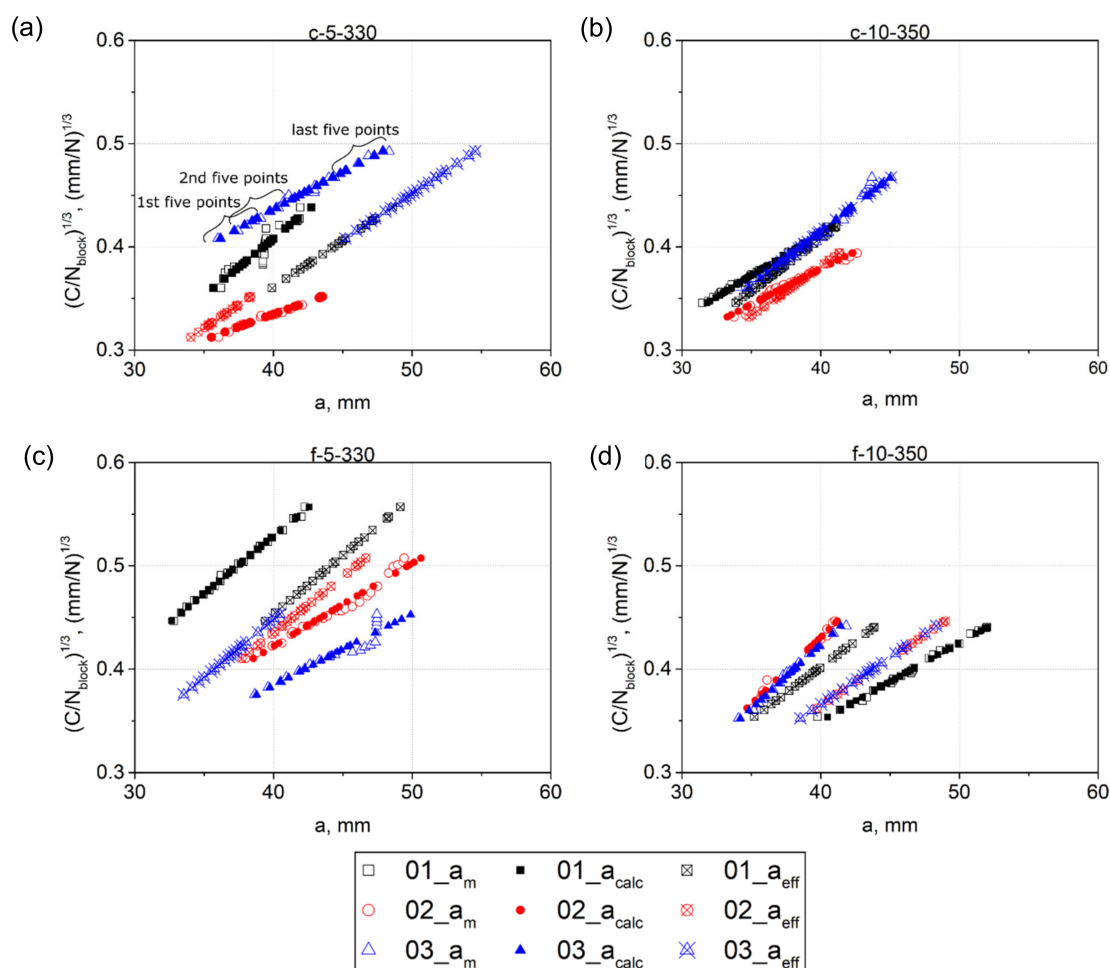 (a)
c-5-330
0.6
0.5
0.4
0.3
(C/N_block)^1/3, (mm/N)^1/3
last five points
2nd five points
1st five points
30
40
50
60
a, mm
(b)
c-10-350
0.6
0.5
0.4
0.3
(C/N_block)^1/3, (mm/N)^1/3
30
40
50
60
a, mm
(c)
f-5-330
0.6
0.5
0.4
0.3
(C/N_block)^1/3, (mm/N)^1/3
30
40
50
60
a, mm
(d)
f-10-350
0.6
0.5
0.4
0.3
(C/N_block)^1/3, (mm/N)^1/3
30
40
50
60
a, mm
01_a_m 01_a_calc 01_a_eff
02_a_m 02_a_calc 02_a_eff
03_a_m 03_a_calc 03_a_eff